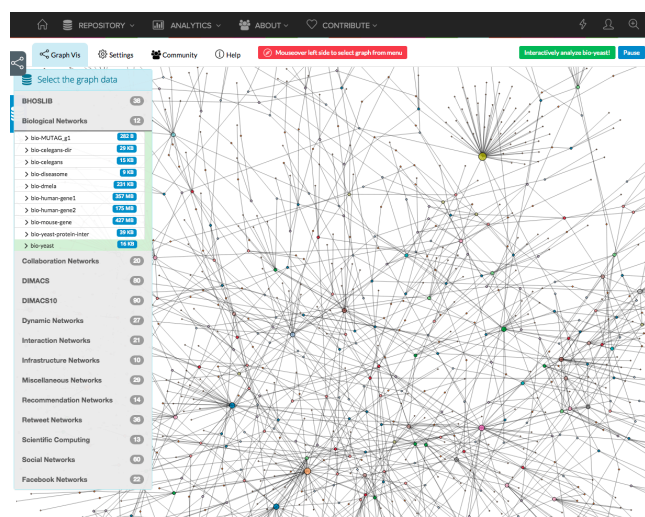 REPOSITORY ANALYTICS ABOUT CONTRIBUTE
Graph Vis Settings Community Help Mouseover left side to select graph from menu Interactively analyze bio-yeast! Pause
Select the graph data
BHOSLIB 36
Biological Networks 12
bio-MUTAG_g1 282 B
bio-celegans-dir 29 KB
bio-celegans 15 KB
bio-diseasome 9 KB
bio-dmela 231 KB
bio-human-gene1 357 MB
bio-human-gene2 175 MB
bio-mouse-gene 427 MB
bio-yeast-protein-inter 39 KB
bio-yeast 16 KB
Collaboration Networks 20
DIMACS 80
DIMACS10 90
Dynamic Networks 27
Interaction Networks 21
Infrastructure Networks 10
Miscellaneous Networks 29
Recommendation Networks 14
Retweet Networks 36
Scientific Computing 13
Social Networks 60
Facebook Networks 22